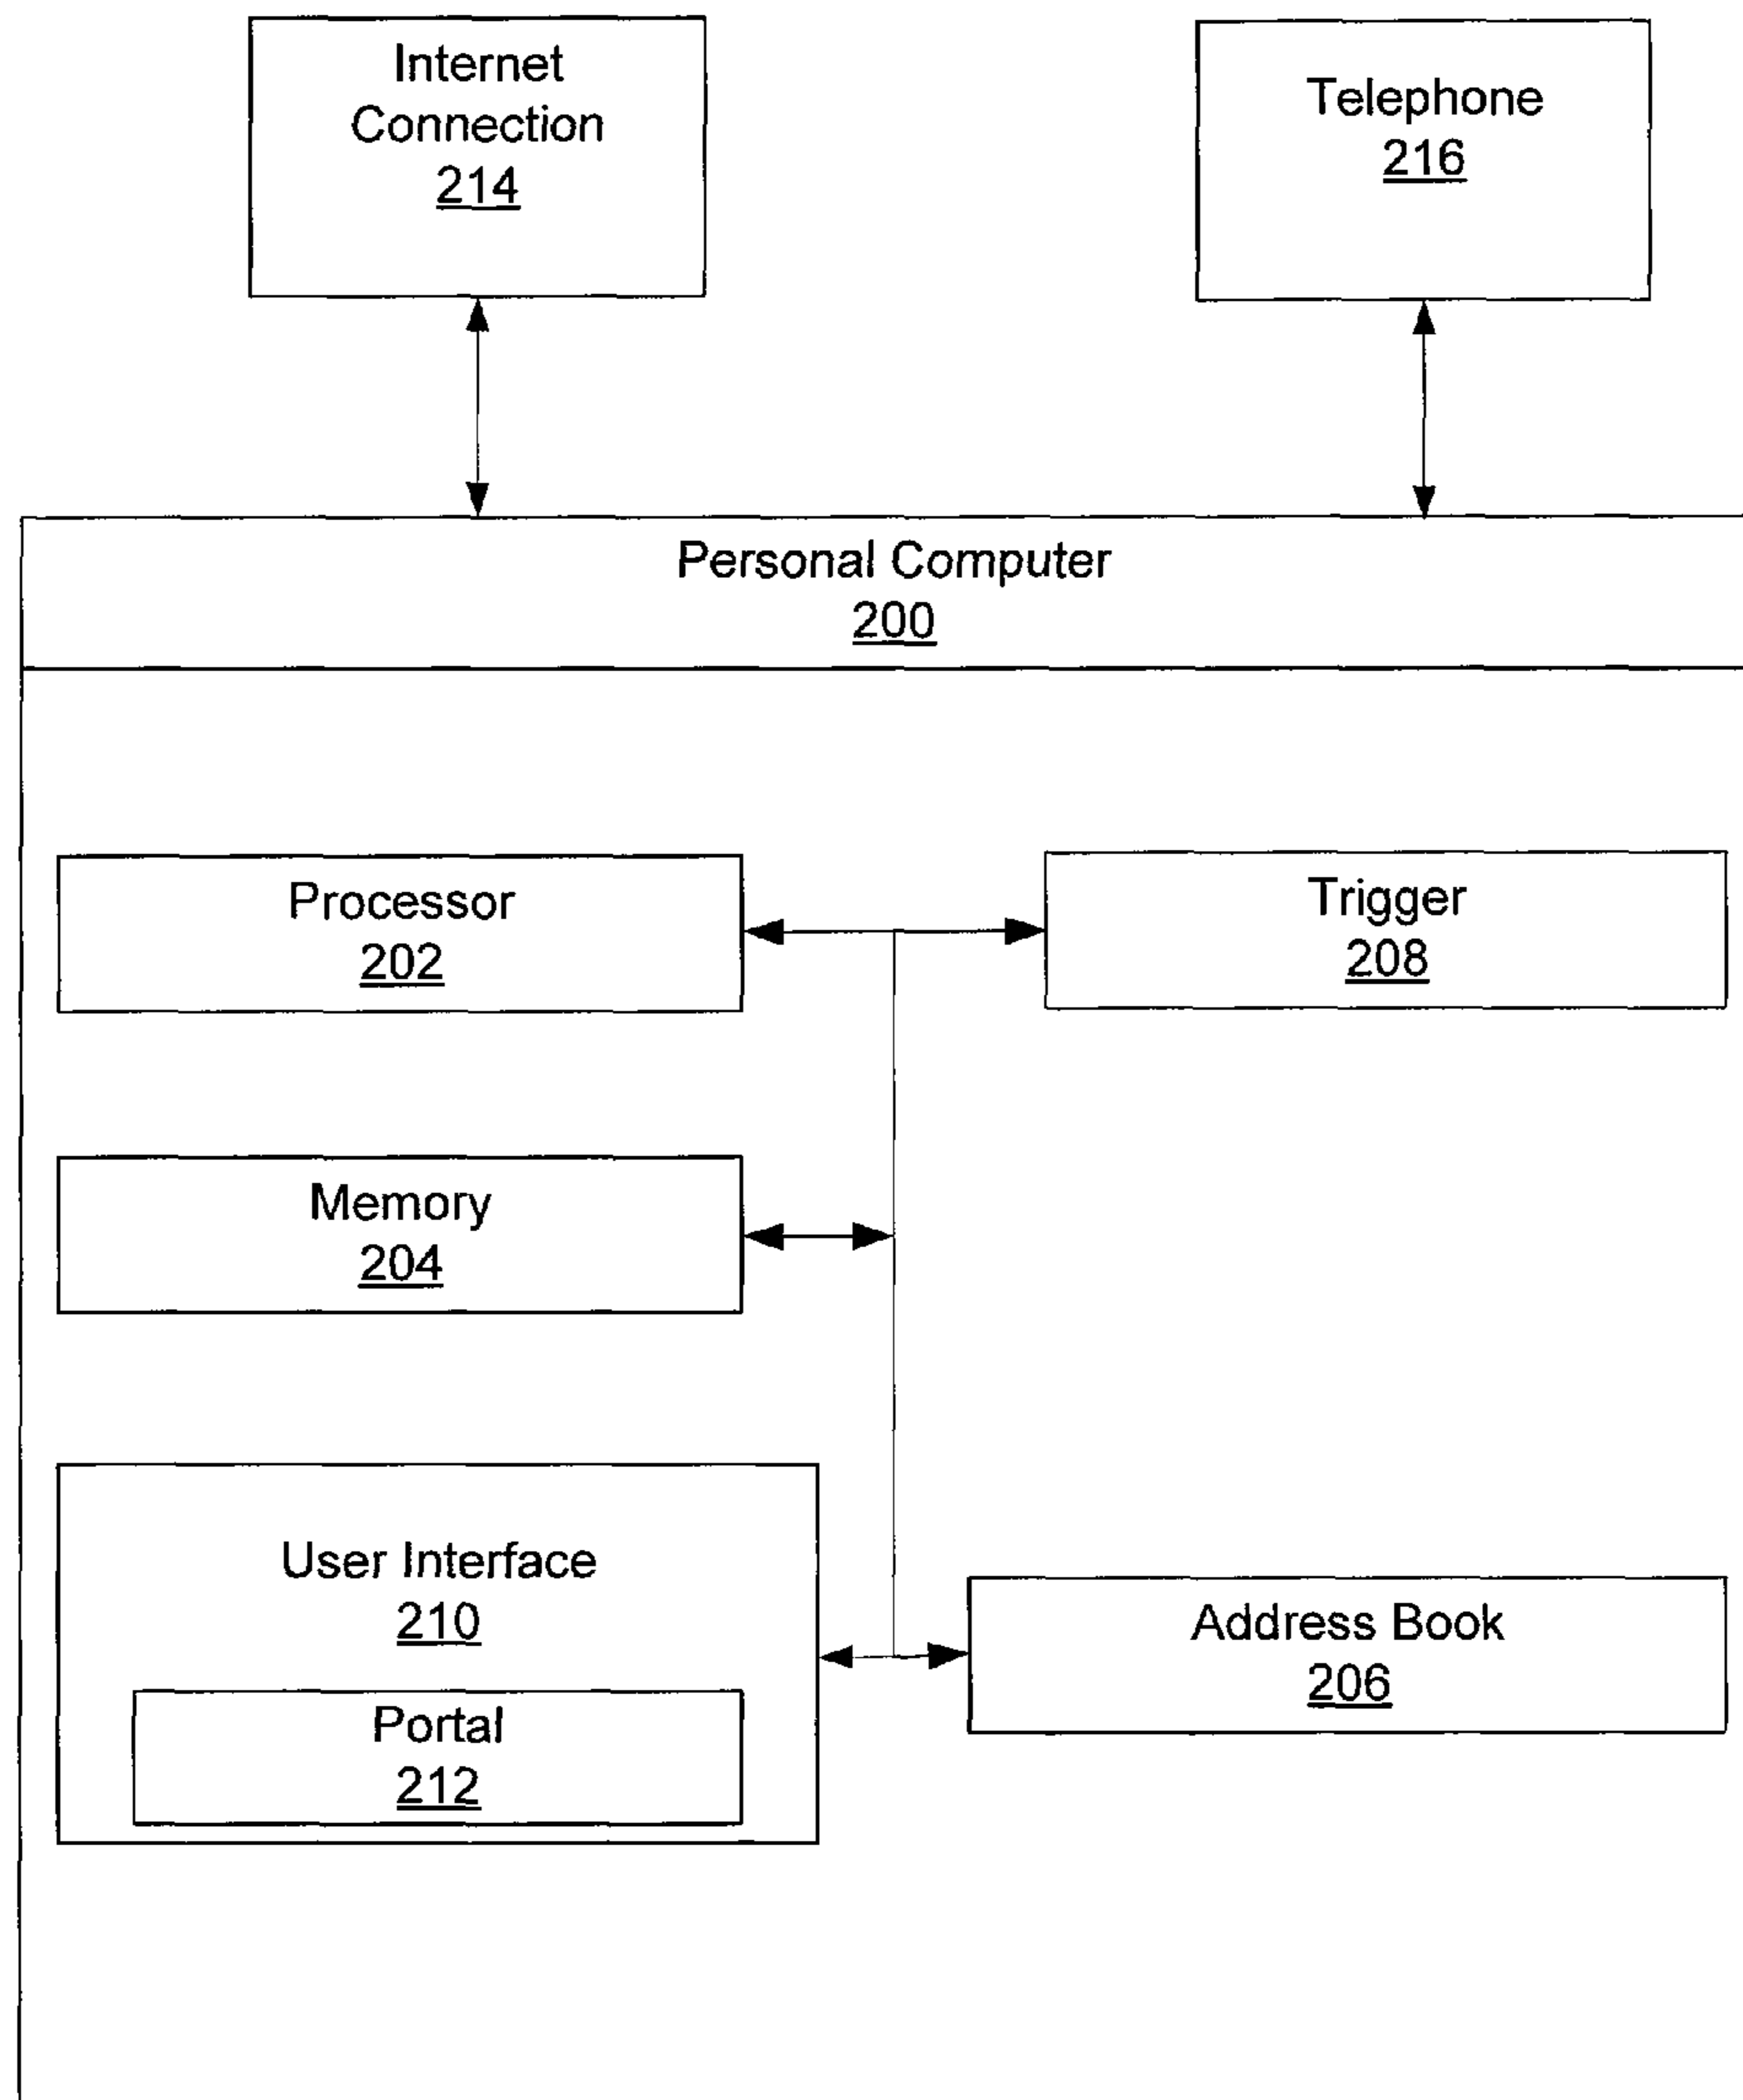 Internet
Connection
214
Telephone
216
Personal Computer
200
Processor
202
Trigger
208
Memory
204
User Interface
210
Portal
212
Address Book
206